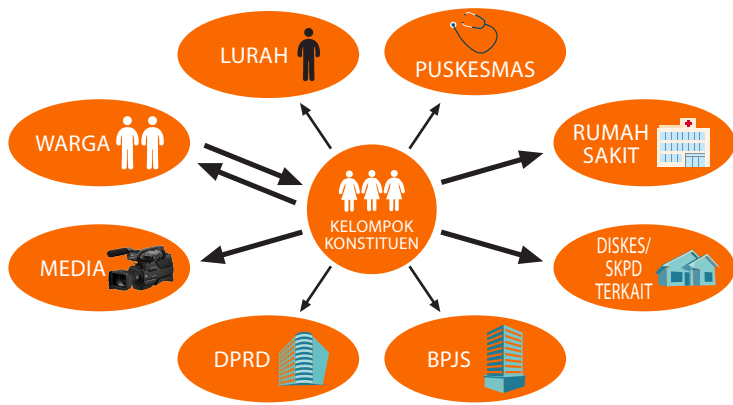 LURAH
PUSKESMAS
WARGA
RUMAH
SAKIT
KELOMPOK
KONSTITUEN
MEDIA
DISKES/
SKPD
TERKAIT
DPRD
BPJS